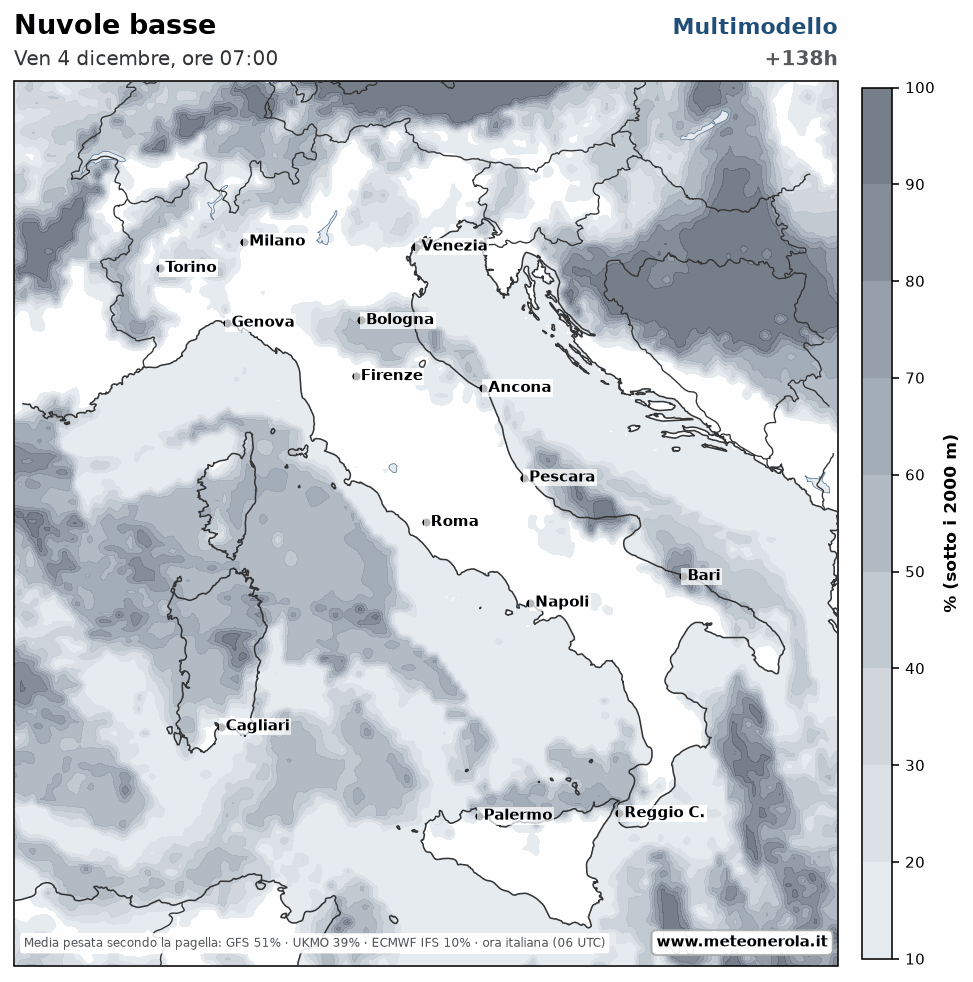 Nuvole basse
Multimodello
Ven 4 dicembre, ore 07:00
+138h
100
90
80
70
60
50
40
30
20
10
% (sotto i 2000 m)
Milano
Venezia
Torino
Genova
Bologna
Firenze
Ancona
Pescara
Roma
Bari
Napoli
Cagliari
Palermo
Reggio C.
Media pesata secondo la pagella: GFS 51% · UKMO 39% · ECMWF IFS 10% · ora italiana (06 UTC)
www.meteonerola.it